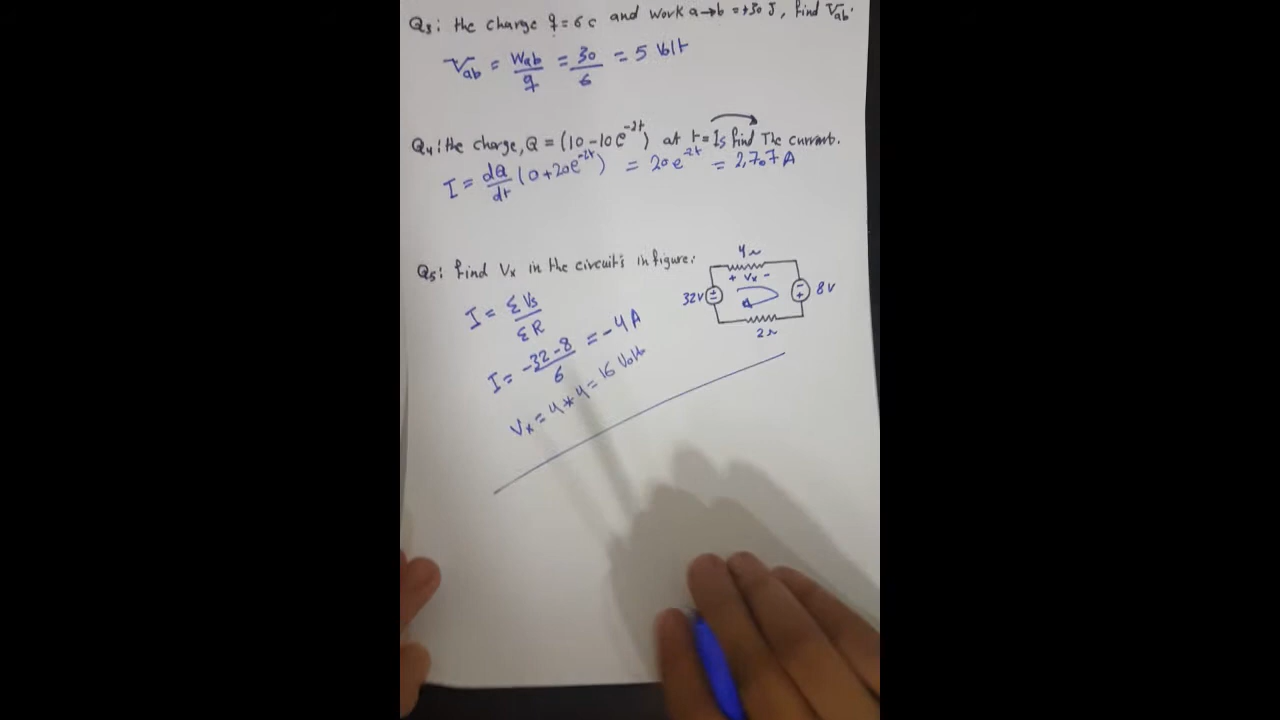 Q3: the charge q=6c and work a→b=+30 J, find Vab.
Vab = Wab/q = 30/6 = 5 Volt
Q4: the charge, Q = (10-10e^-2t) at t=1s find The current.
I = dQ/dt (0+20e^-2t) = 20e^-2t = 2,707 A
Q5: find Vx in the circuits in figure:
4Ω
+ Vx -
32V
8V
2Ω
I = ΣVs/ΣR
I = -32-8/6 = -4 A
Vx = 4*4 = 16 Volt